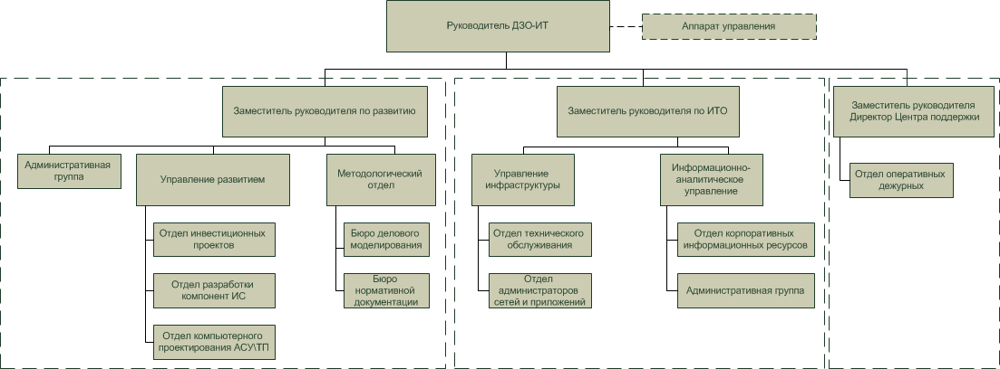 Руководитель ДЗО-ИТ
Аппарат управления
Заместитель руководителя по развитию
Заместитель руководителя по ИТО
Заместитель руководителя
Директор Центра поддержки
Административная
группа
Управление развитием
Методологический
отдел
Управление
инфраструктуры
Информационно-
аналитическое
управление
Отдел оперативных
дежурных
Отдел инвестиционных
проектов
Бюро делового
моделирования
Отдел технического
обслуживания
Отдел корпоративных
информационных ресурсов
Отдел разработки
компонент ИС
Бюро
нормативной
документации
Отдел
администраторов
сетей и приложений
Административная группа
Отдел компьютерного
проектирования АСУ\ТП